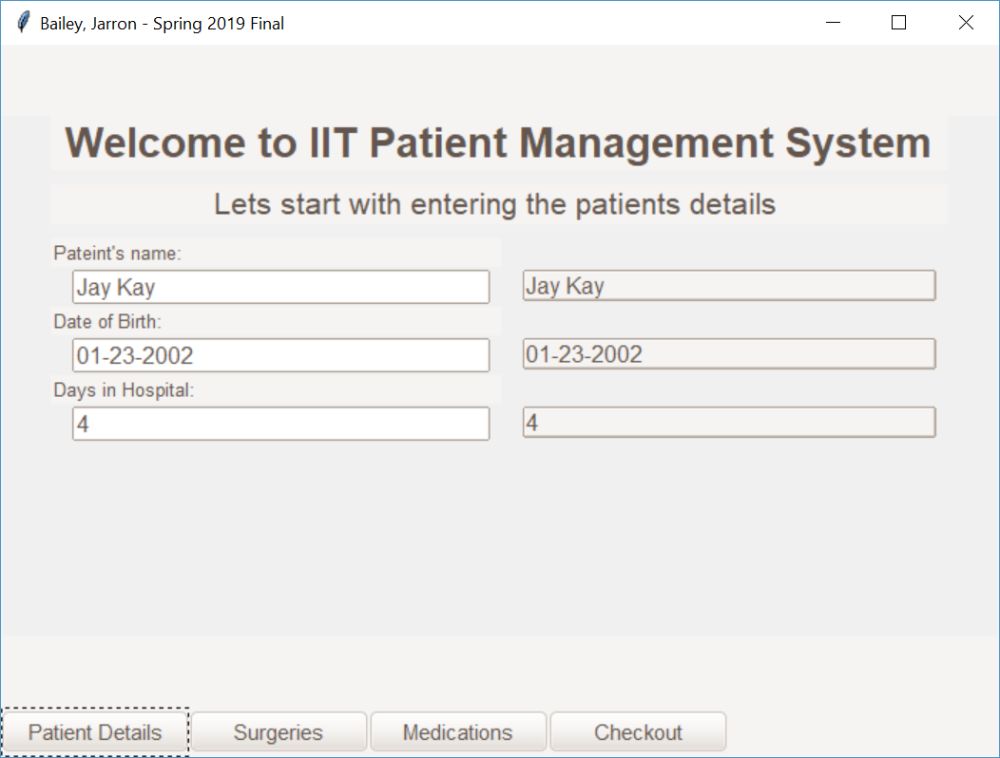 Bailey, Jarron - Spring 2019 Final
Welcome to IIT Patient Management System
Lets start with entering the patients details
Pateint's name:
Jay Kay Jay Kay
Date of Birth:
01-23-2002 01-23-2002
Days in Hospital:
4 4
Patient Details Surgeries Medications Checkout